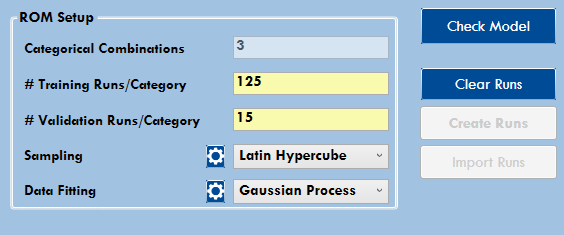 ROM Setup
Categorical Combinations 3
# Training Runs/Category 125
# Validation Runs/Category 15
Sampling Latin Hypercube
Data Fitting Gaussian Process
Check Model
Clear Runs
Create Runs
Import Runs